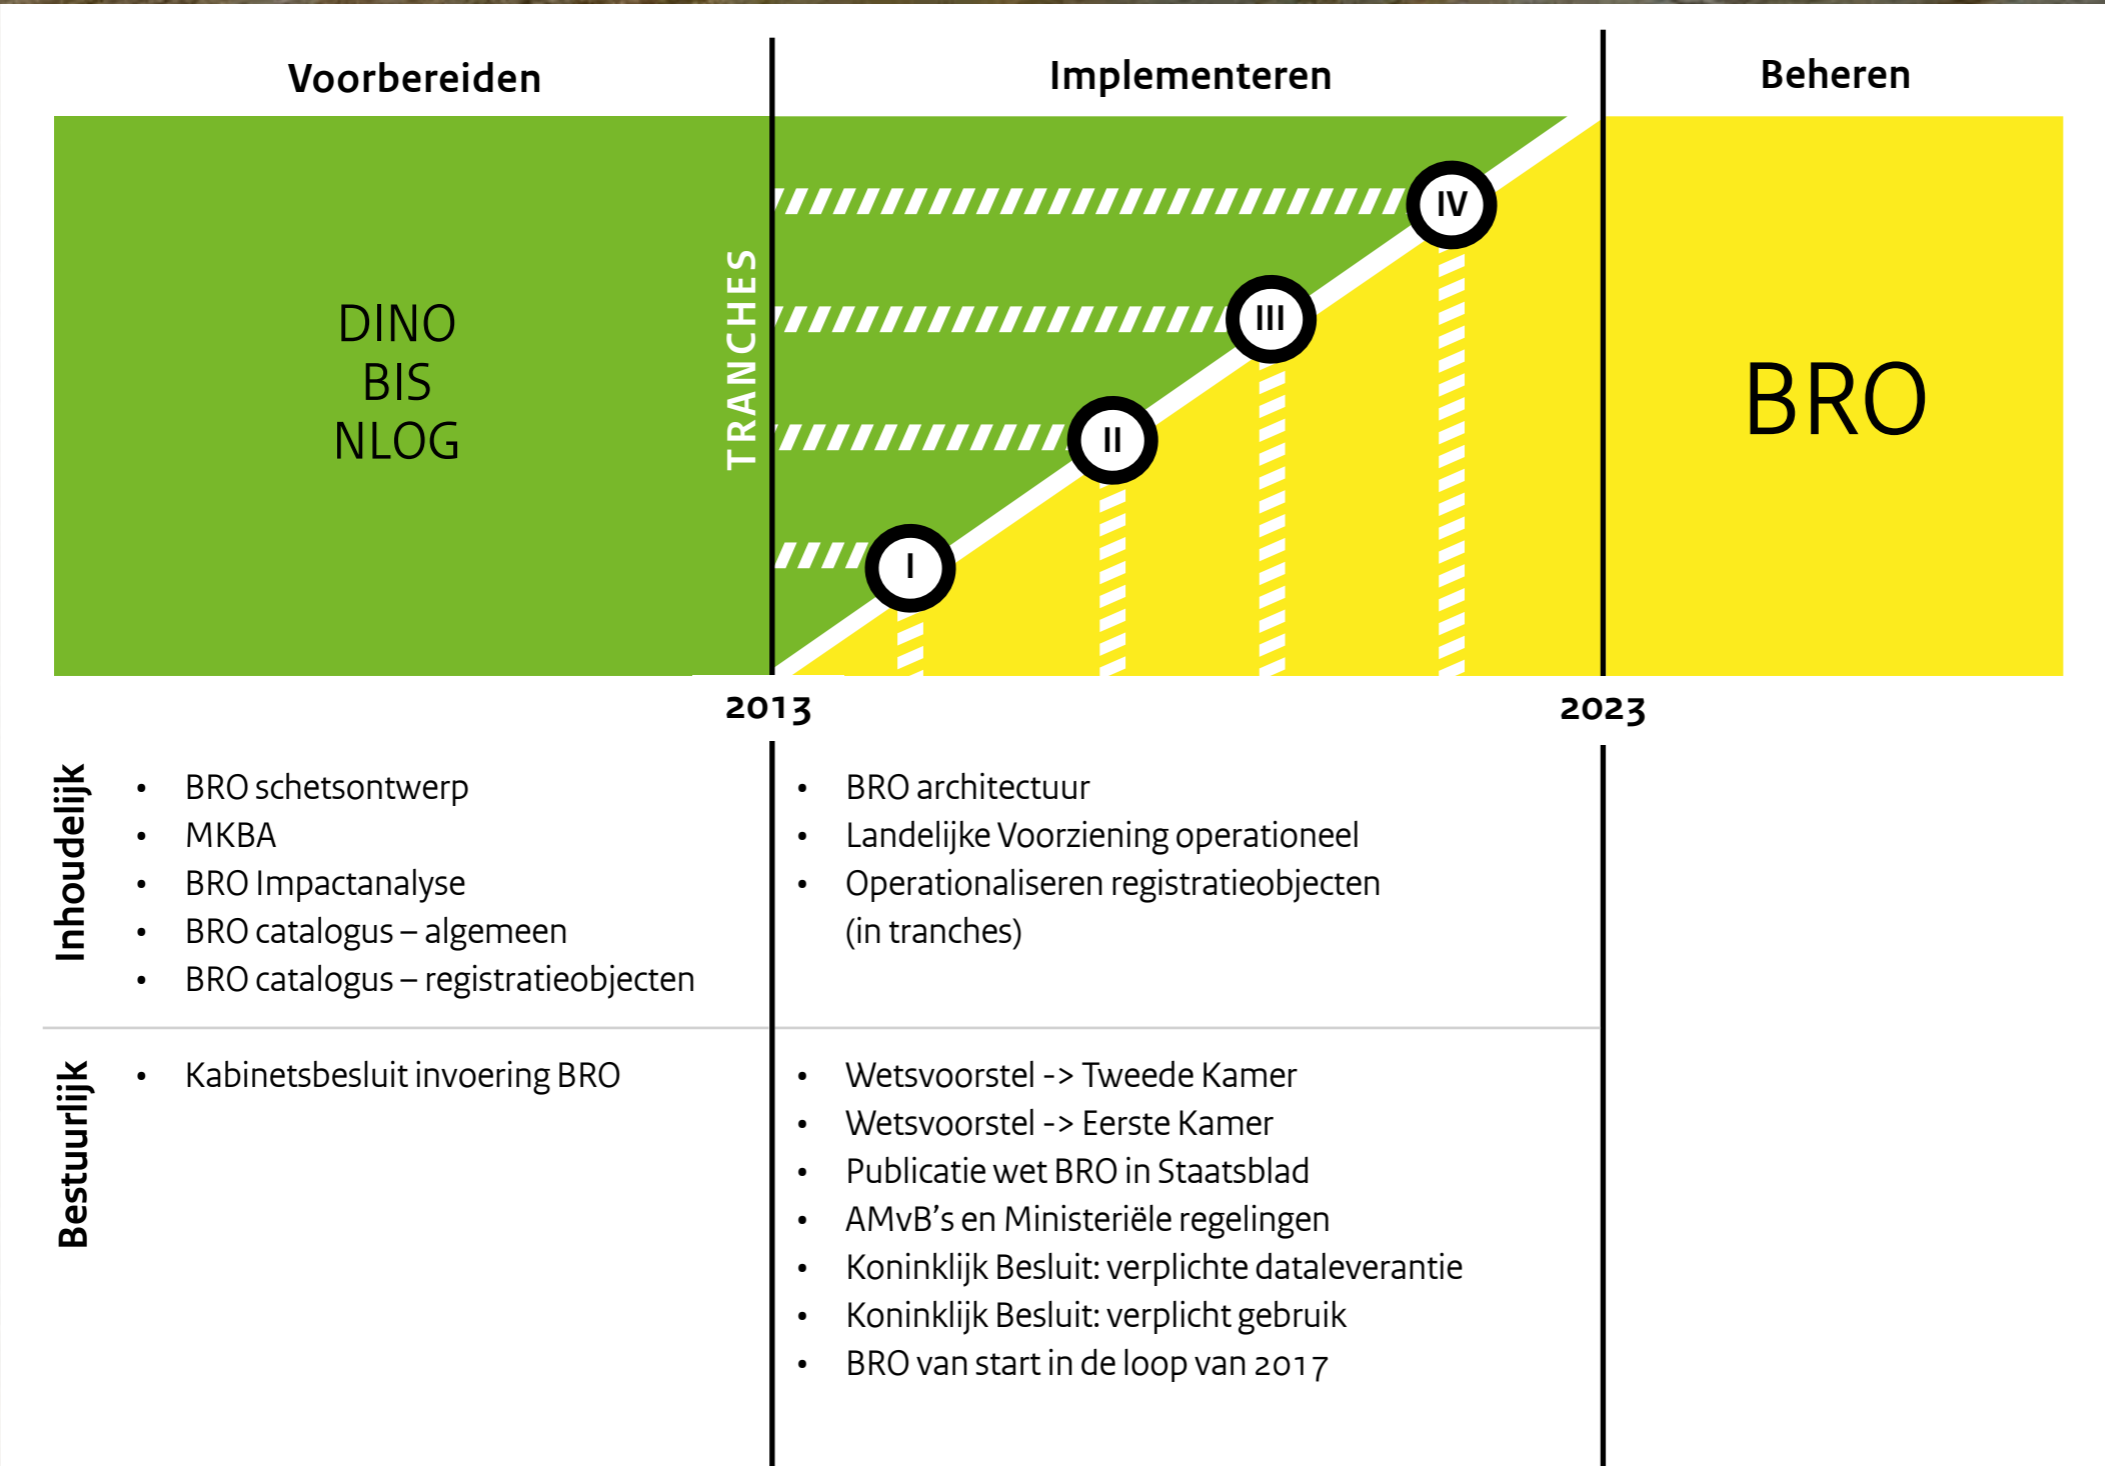 Voorbereiden
Implementeren
Beheren
DINO
BIS
NLOG
TRANCHES
I
II
III
IV
BRO
2013
2023
Inhoudelijk
• BRO schetsontwerp
• MKBA
• BRO Impactanalyse
• BRO catalogus – algemeen
• BRO catalogus – registratieobjecten
• BRO architectuur
• Landelijke Voorziening operationeel
• Operationaliseren registratieobjecten
(in tranches)
Bestuurlijk
• Kabinetsbesluit invoering BRO
• Wetsvoorstel -> Tweede Kamer
• Wetsvoorstel -> Eerste Kamer
• Publicatie wet BRO in Staatsblad
• AMvB’s en Ministeriële regelingen
• Koninklijk Besluit: verplichte dataleverantie
• Koninklijk Besluit: verplicht gebruik
• BRO van start in de loop van 2017